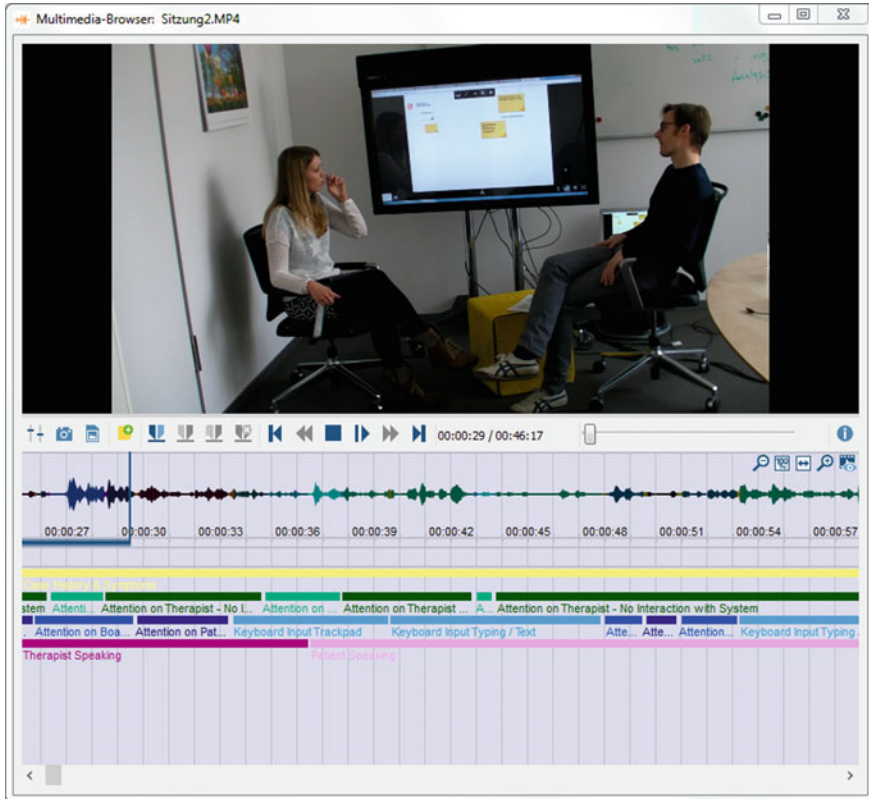 Multimedia-Browser: Sitzung2.MP4
00:00:29 / 00:46:17
00:00:27 00:00:30 00:00:33 00:00:36 00:00:39 00:00:42 00:00:45 00:00:48 00:00:51 00:00:54 00:00:57
Case History & Symptoms
stem Attenti... Attention on Therapist - No I... Attention on ... Attention on Therapist ... A... Attention on Therapist - No Interaction with System
. Attention on Boa... Attention on Pat... Keyboard Input Trackpad Keyboard Input Typing / Text Atte... Atte... Attention... Keyboard Input Typing
Therapist Speaking Patient Speaking